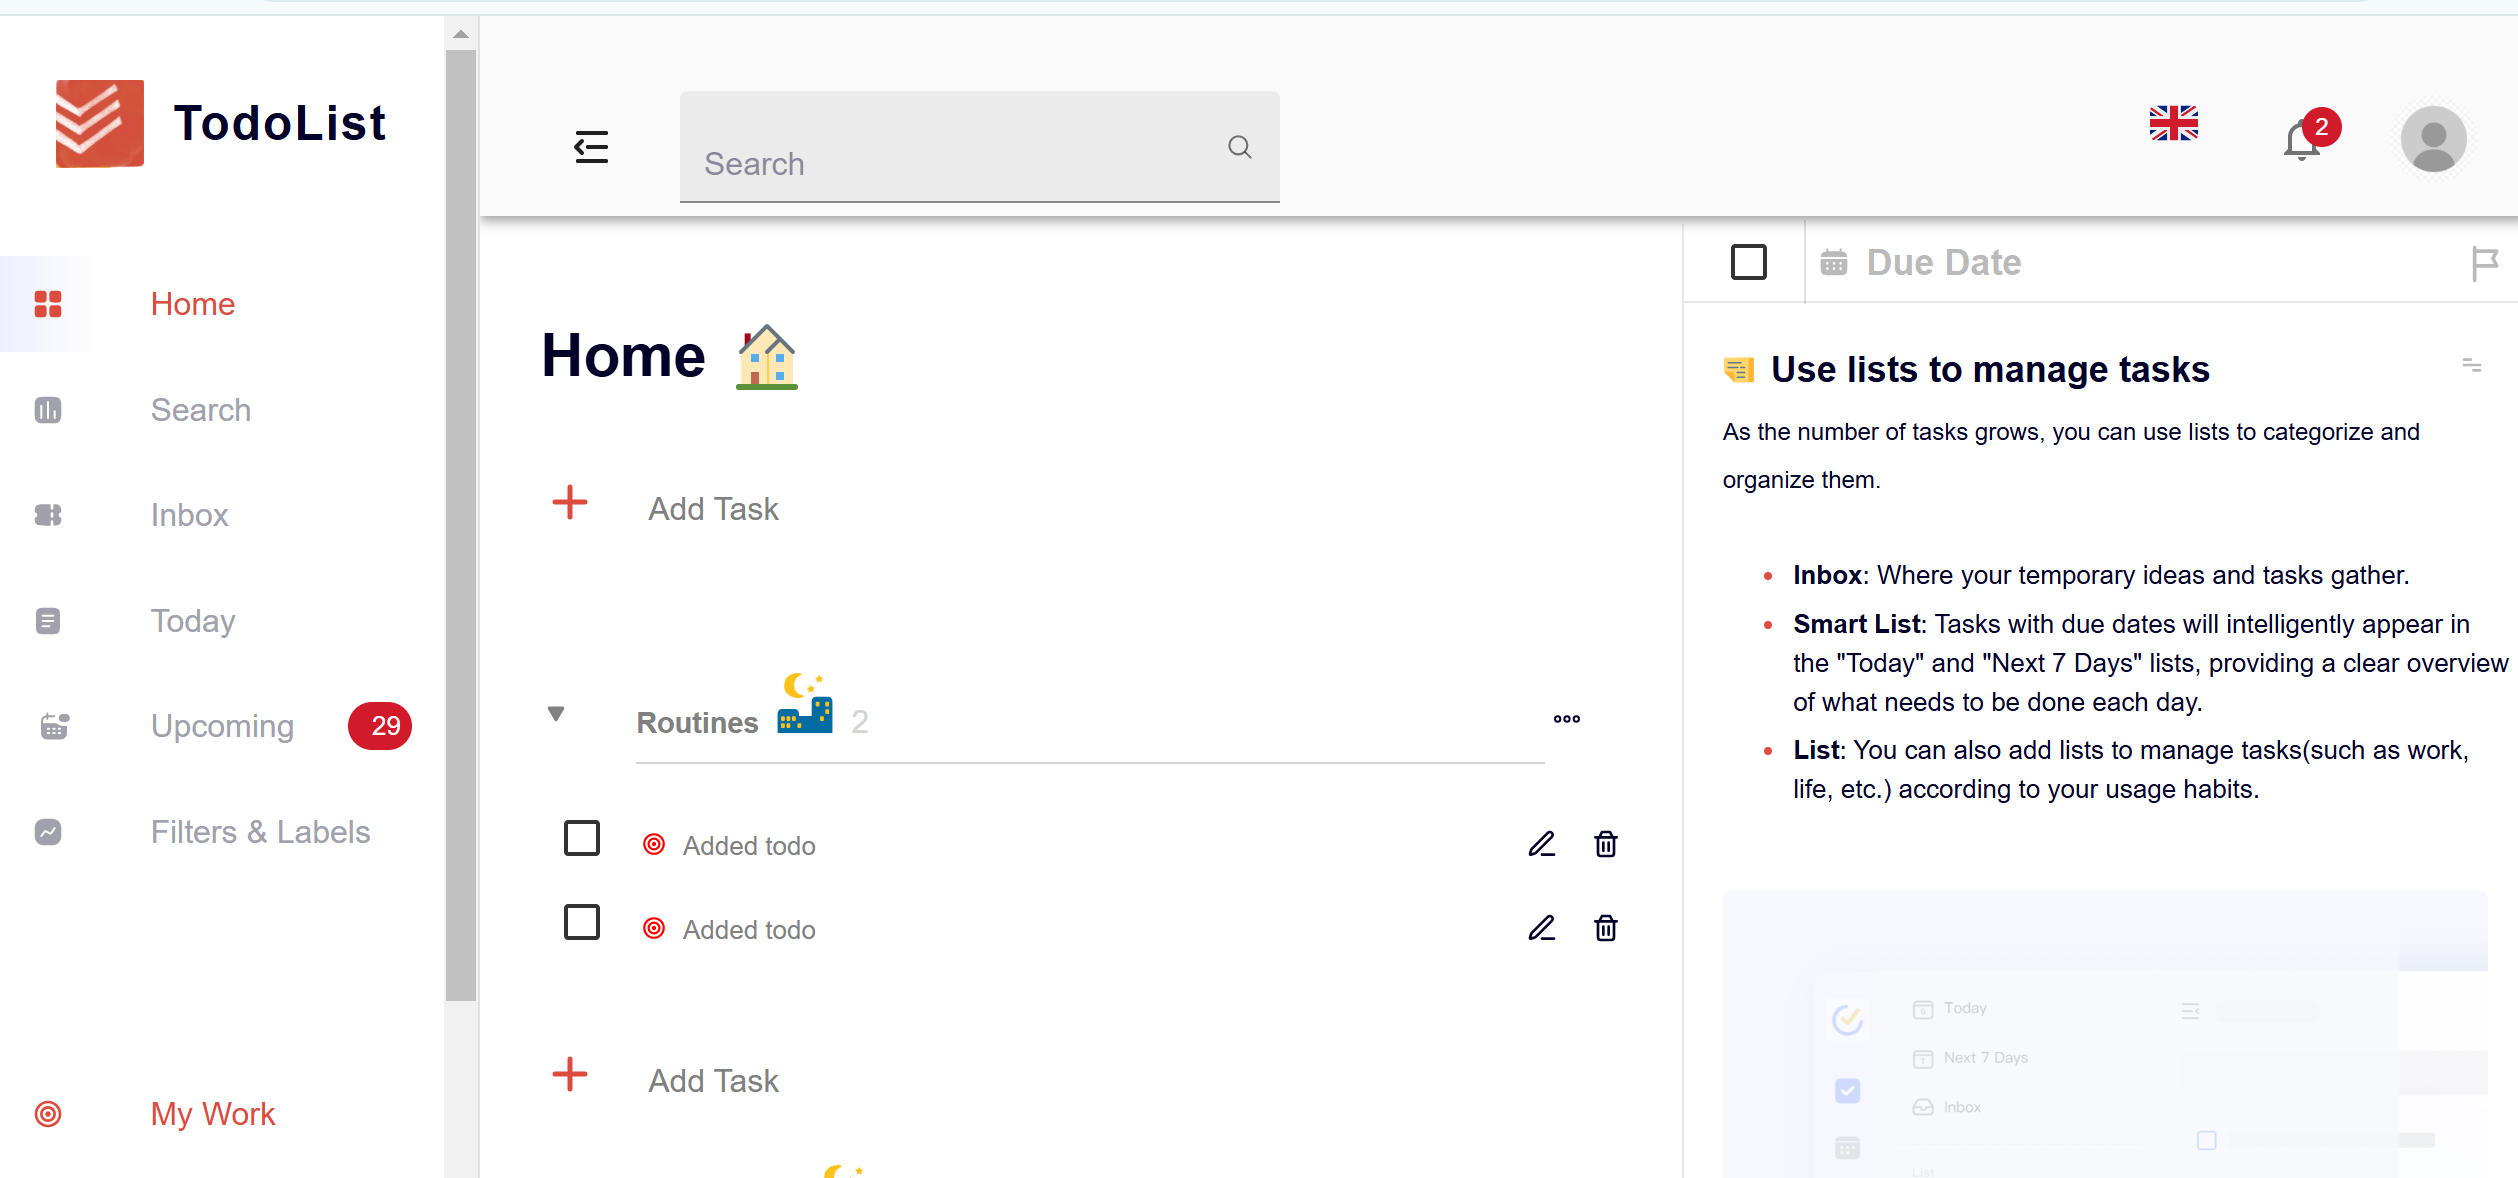 TodoList
Search
2
Home
Search
Inbox
Today
Upcoming 29
Filters & Labels
My Work
Home
Add Task
Routines 2
Added todo
Added todo
Add Task
Due Date
Use lists to manage tasks
As the number of tasks grows, you can use lists to categorize and
organize them.
Inbox: Where your temporary ideas and tasks gather.
Smart List: Tasks with due dates will intelligently appear in
the "Today" and "Next 7 Days" lists, providing a clear overview
of what needs to be done each day.
List: You can also add lists to manage tasks(such as work,
life, etc.) according to your usage habits.
Today
Next 7 Days
Inbox
List